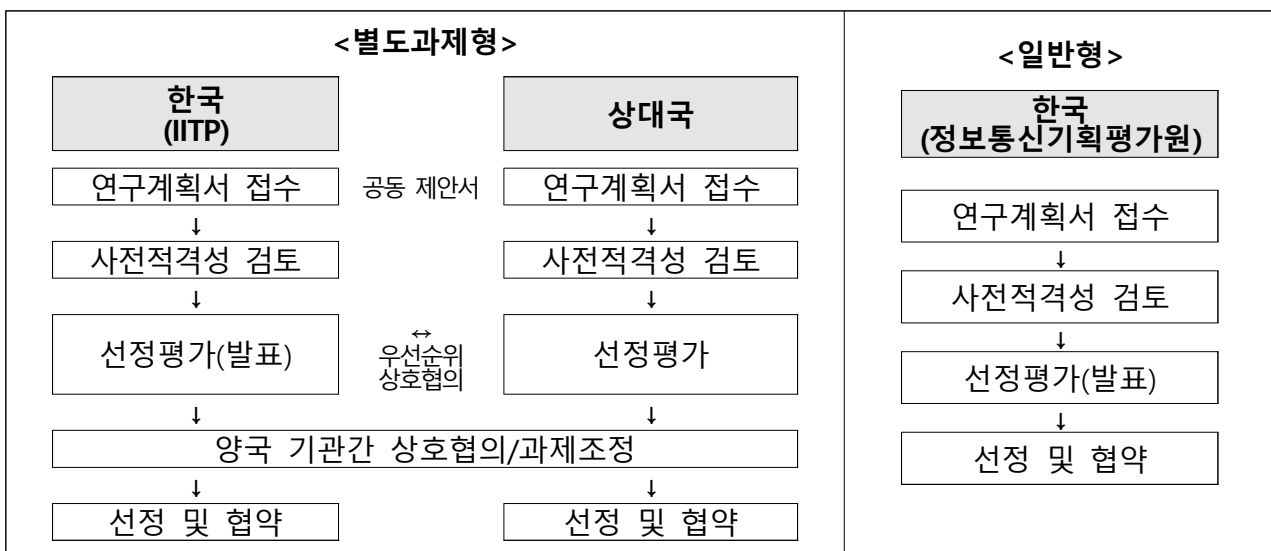 <별도과제형>
한국
(IITP)
상대국
연구계획서 접수
공동 제안서
연구계획서 접수
↓
↓
사전적격성 검토
사전적격성 검토
↓
↓
선정평가(발표)
↔
우선순위
상호협의
선정평가
↓
↓
양국 기관간 상호협의/과제조정
↓
↓
선정 및 협약
선정 및 협약
<일반형>
한국
(정보통신기획평가원)
연구계획서 접수
↓
사전적격성 검토
↓
선정평가(발표)
↓
선정 및 협약